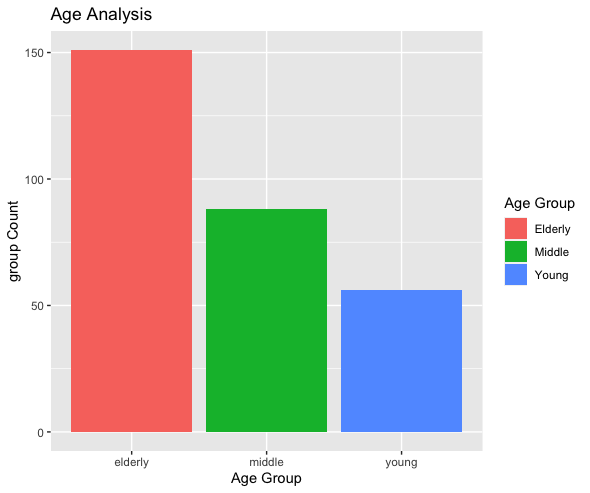 Age Analysis
150
100
50
0
group Count
elderly middle young
Age Group
Age Group
Elderly
Middle
Young